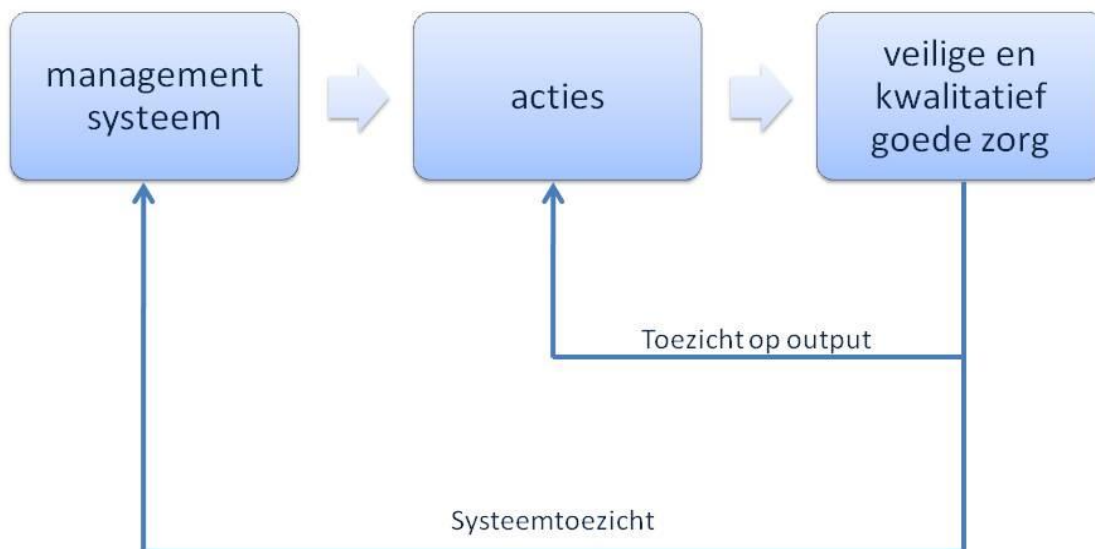 management
systeem
acties
veilige en
kwalitatief
goede zorg
Toezicht op output
Systeemtoezicht